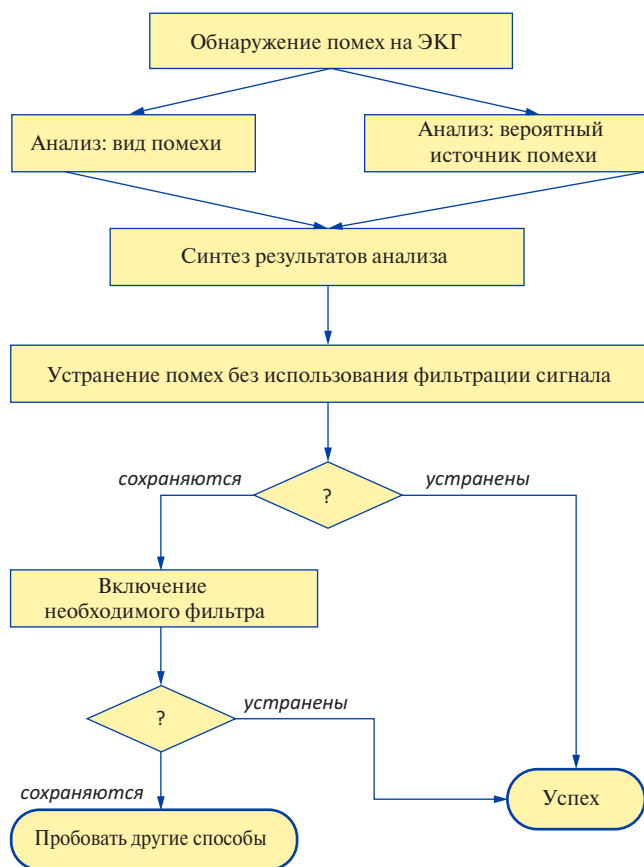 Обнаружение помех на ЭКГ
Анализ: вид помехи
Анализ: вероятный
источник помехи
Синтез результатов анализа
Устранение помех без использования фильтрации сигнала
сохраняются
?
устранены
Включение
необходимого фильтра
?
устранены
сохраняются
Пробовать другие способы
Успех